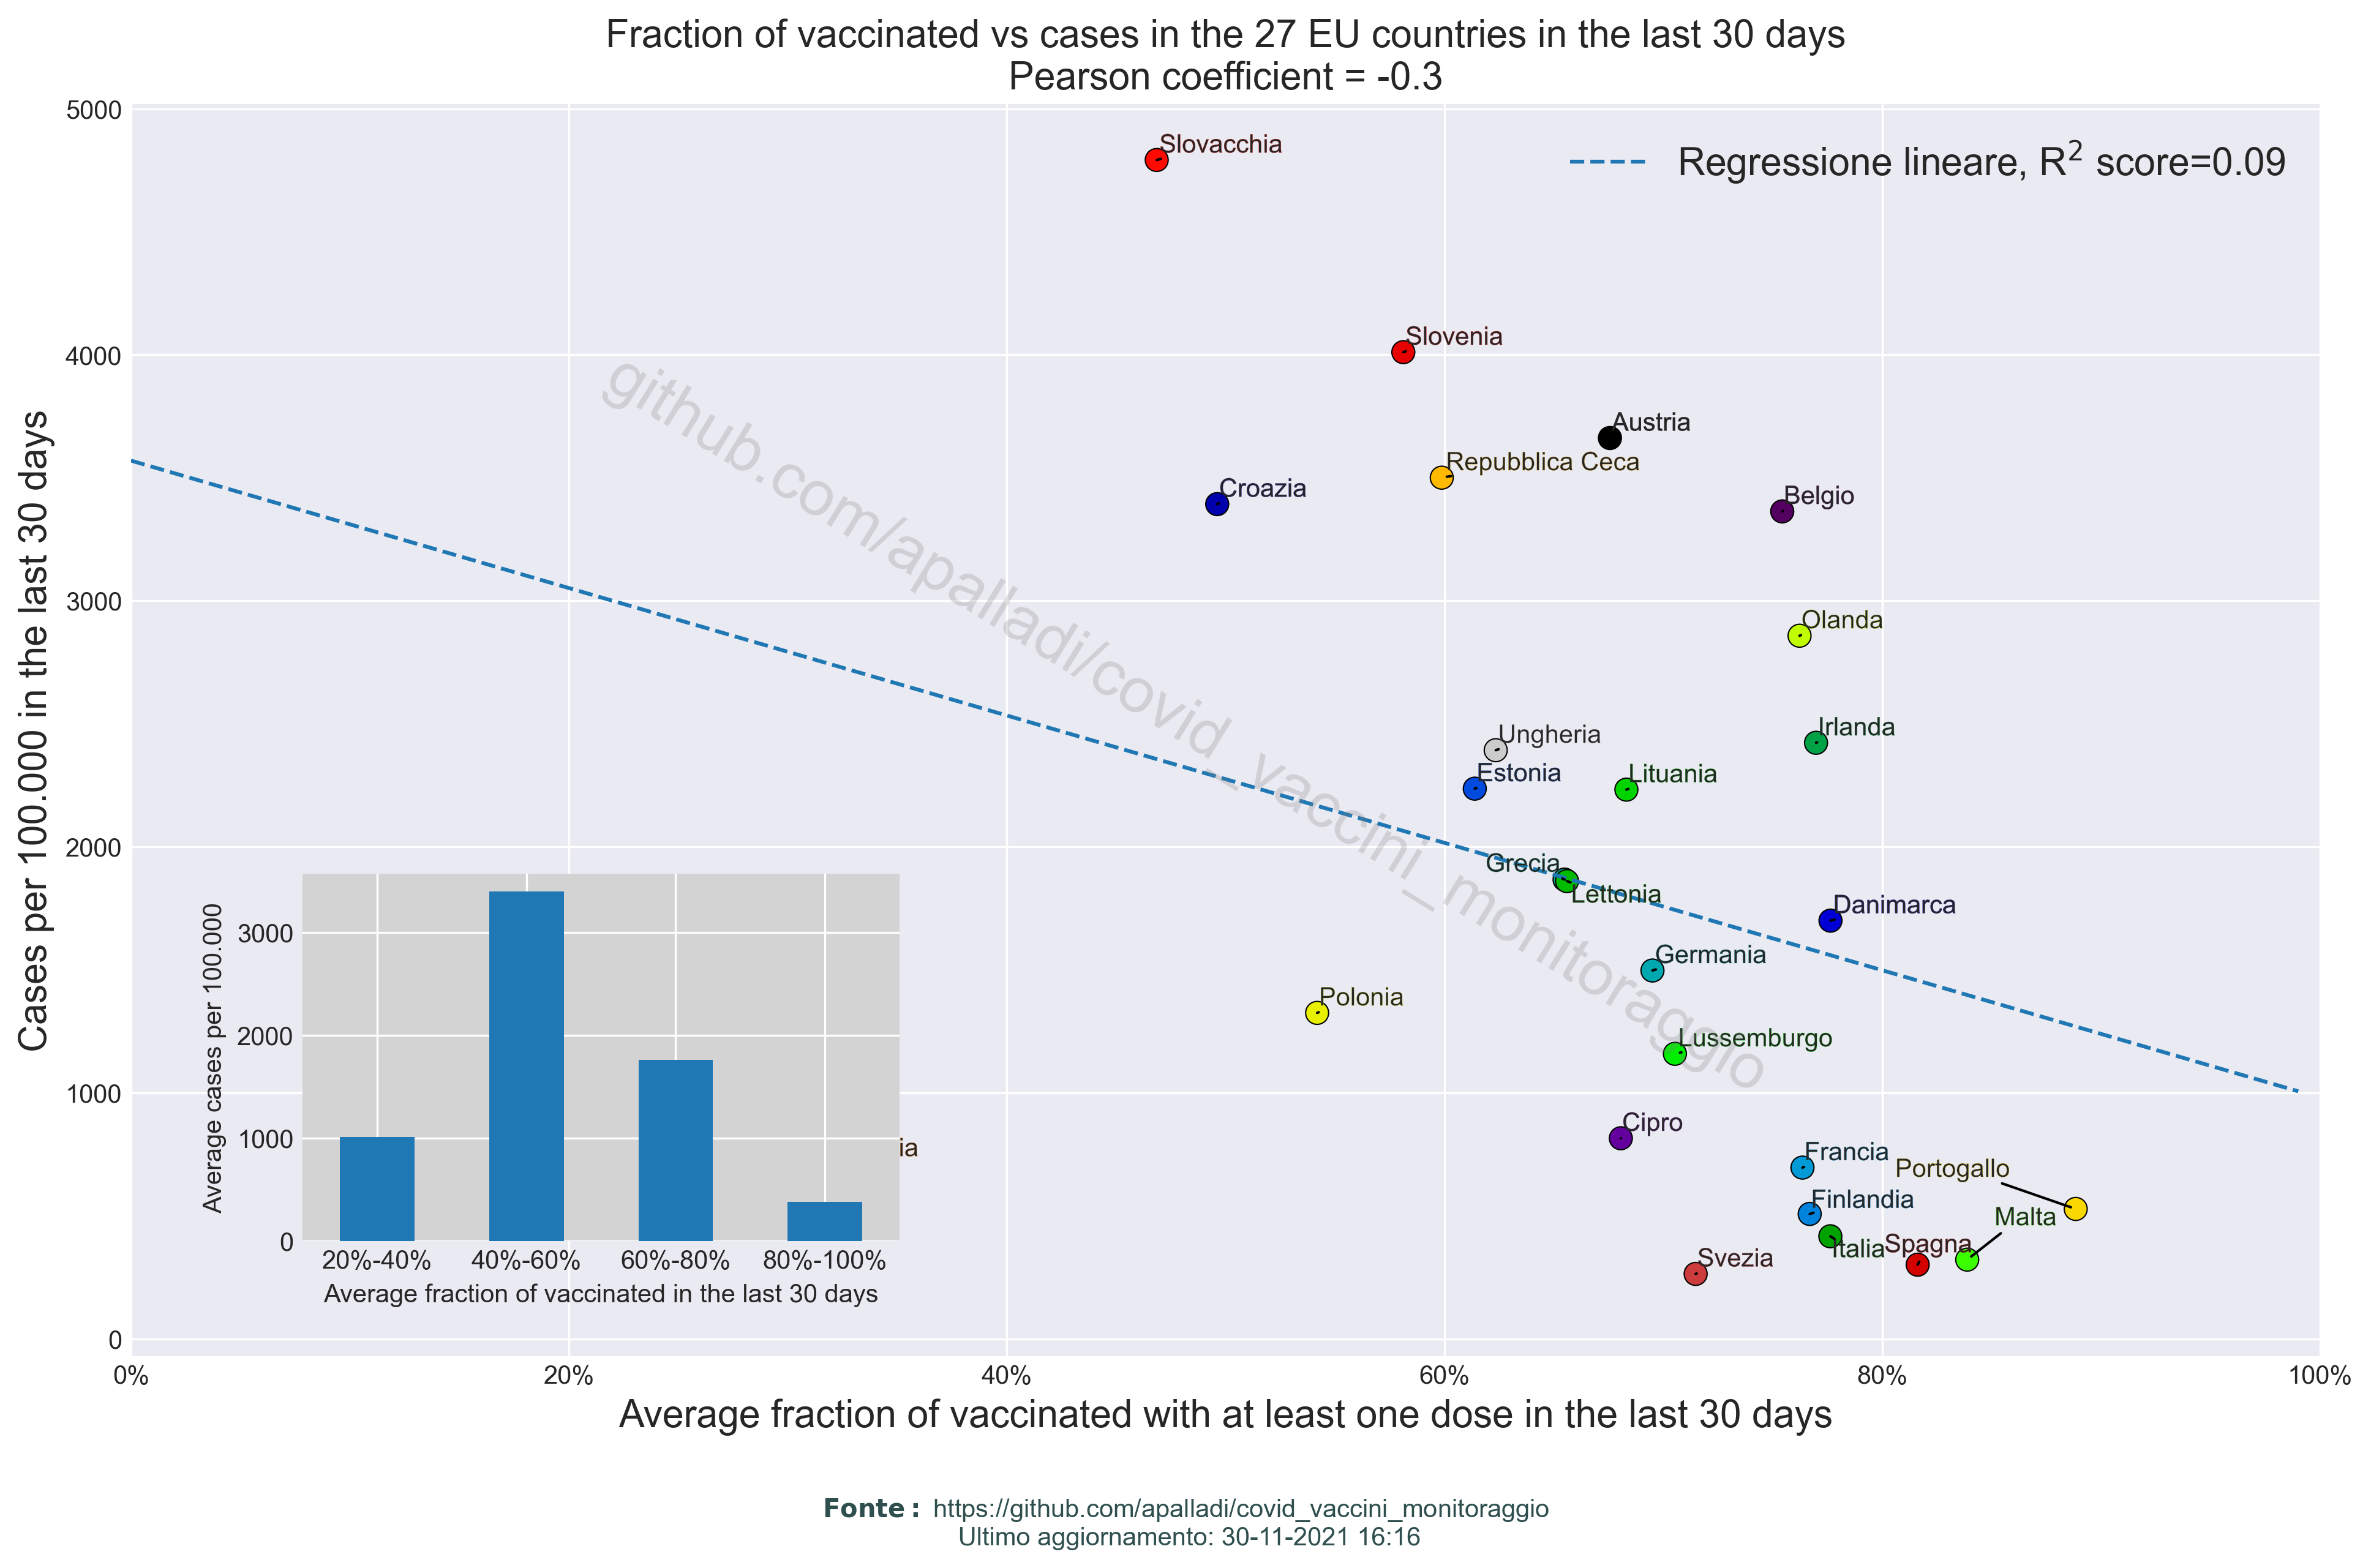 Fraction of vaccinated vs cases in the 27 EU countries in the last 30 days
Pearson coefficient = -0.3
5000
4000
3000
2000
1000
0
Cases per 100.000 in the last 30 days
Regressione lineare, R² score=0.09
Slovacchia
Slovenia
Austria
Repubblica Ceca
Croazia
Belgio
Olanda
Ungheria
Irlanda
Estonia
Lituania
Grecia
Lettonia
Danimarca
Germania
Polonia
Lussemburgo
Cipro
Francia
Portogallo
Finlandia
Malta
Italia
Spagna
Svezia
ia
github.com/apalladi/covid_vaccini_monitoraggio
Average cases per 100.000
3000
2000
1000
0
20%-40%
40%-60%
60%-80%
80%-100%
Average fraction of vaccinated in the last 30 days
0%
20%
40%
60%
80%
100%
Average fraction of vaccinated with at least one dose in the last 30 days
Fonte: https://github.com/apalladi/covid_vaccini_monitoraggio
Ultimo aggiornamento: 30-11-2021 16:16